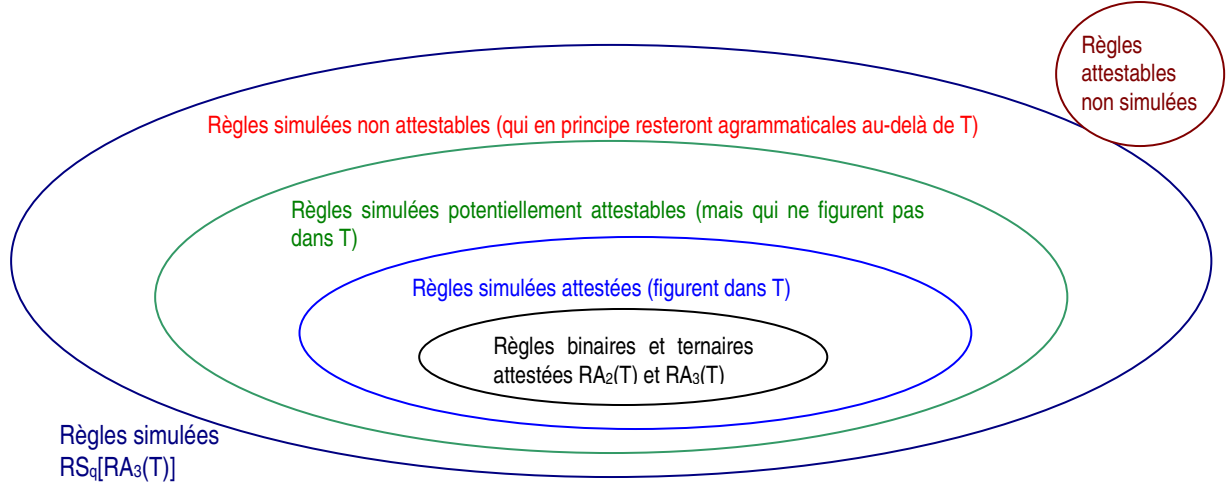 Règles
attestables
non simulées
Règles simulées non attestables (qui en principe resteront agrammaticales au-delà de T)
Règles simulées potentiellement attestables (mais qui ne figurent pas
dans T)
Règles simulées attestées (figurent dans T)
Règles binaires et ternaires
attestées RA₂(T) et RA₃(T)
Règles simulées
RSq[RA₃(T)]